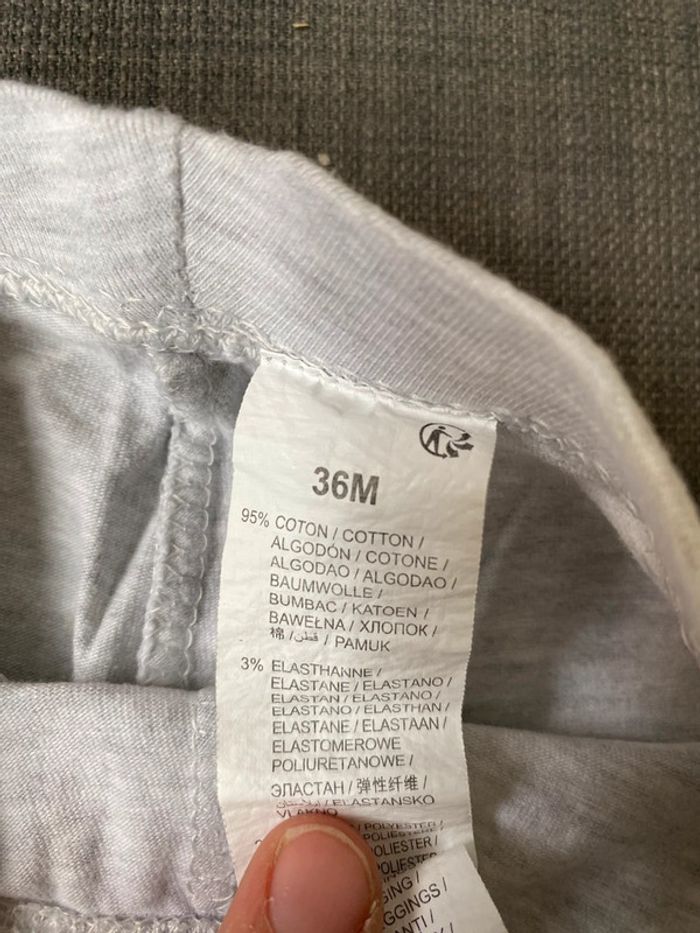 36M
95% COTON / COTTON /
ALGODÓN / COTONE /
ALGODAO / ALGODAO /
BAUMWOLLE /
BUMBAC / KATOEN /
BAWEŁNA / ХЛОПОК /
棉 / قطن / PAMUK
3% ELASTHANNE /
ELASTANE / ELASTANO /
ELASTAN / ELASTANO /
ELASTANO / ELASTHAN /
ELASTANE / ELASTAAN /
ELASTOMEROWE
POLIURETANOWE /
ЭЛАСТАН / 弹性纤维 /
/ ELASTANSKO
VLAKNO
/ POLYESTER /